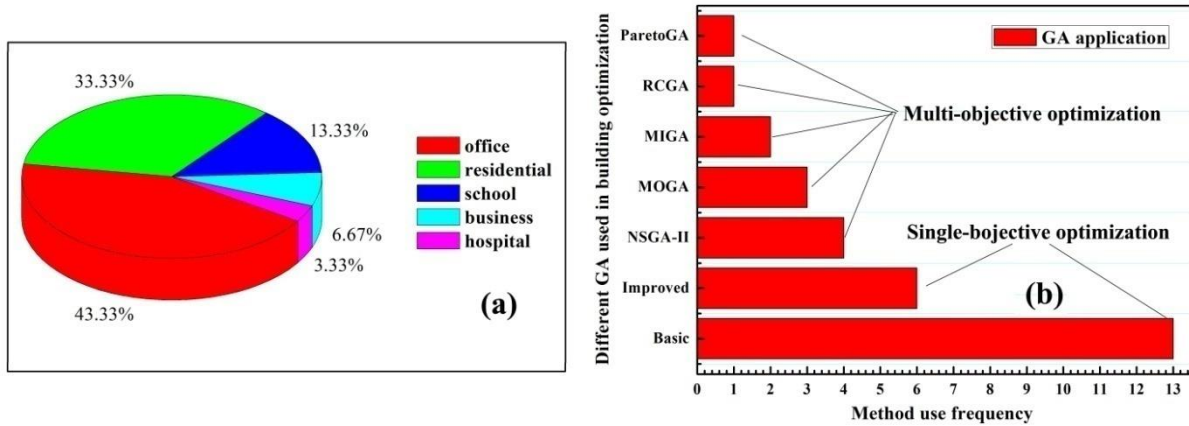 33.33%
13.33%
6.67%
3.33%
43.33%
office
residential
school
business
hospital
(a)
Different GA used in building optimization
ParetoGA
RCGA
MIGA
MOGA
NSGA-II
Improved
Basic
GA application
Multi-objective optimization
Single-bojective optimization
(b)
0 1 2 3 4 5 6 7 8 9 10 11 12 13
Method use frequency